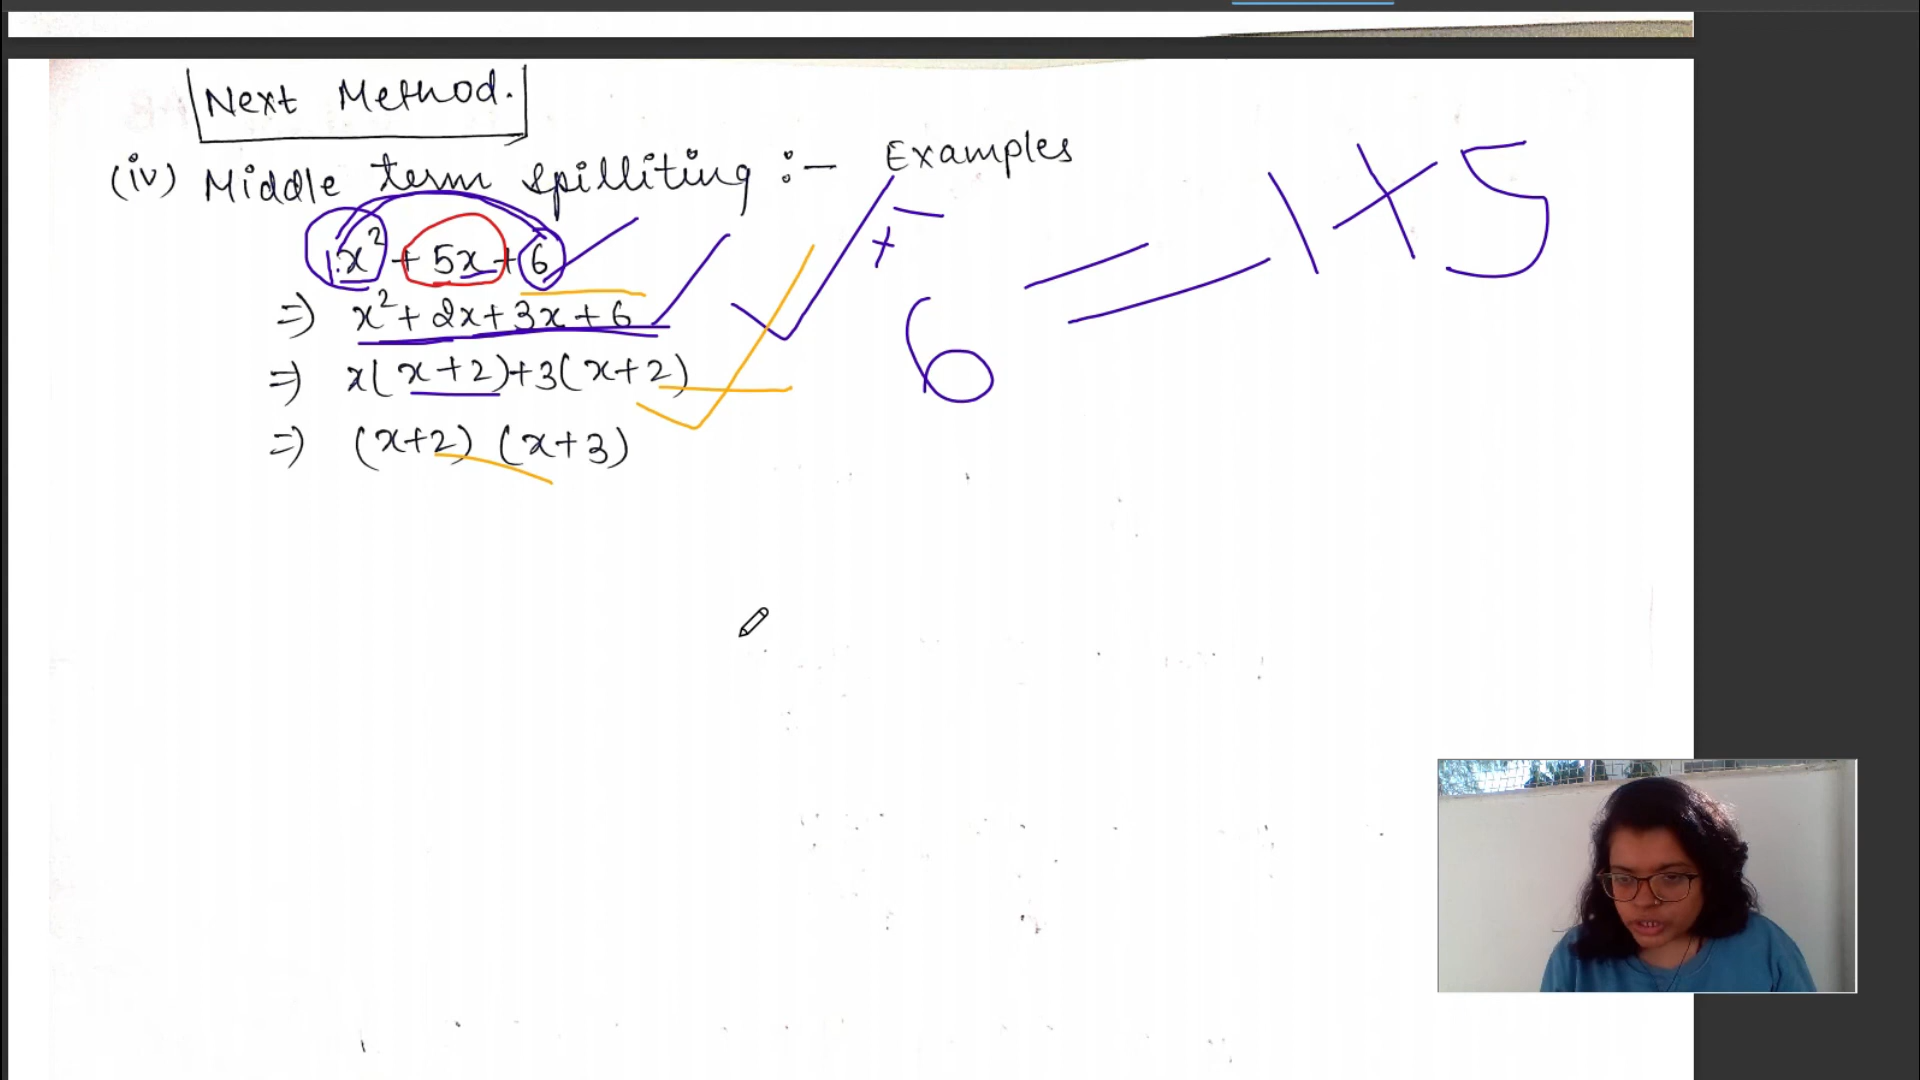 Next Method.
(iv) Middle term spilliting :- Examples
1.x² + 5x + 6
=) x² + 2x + 3x + 6
=) x(x+2)+3(x+2)
=) (x+2) (x+3)
+ -
6 = 1+5